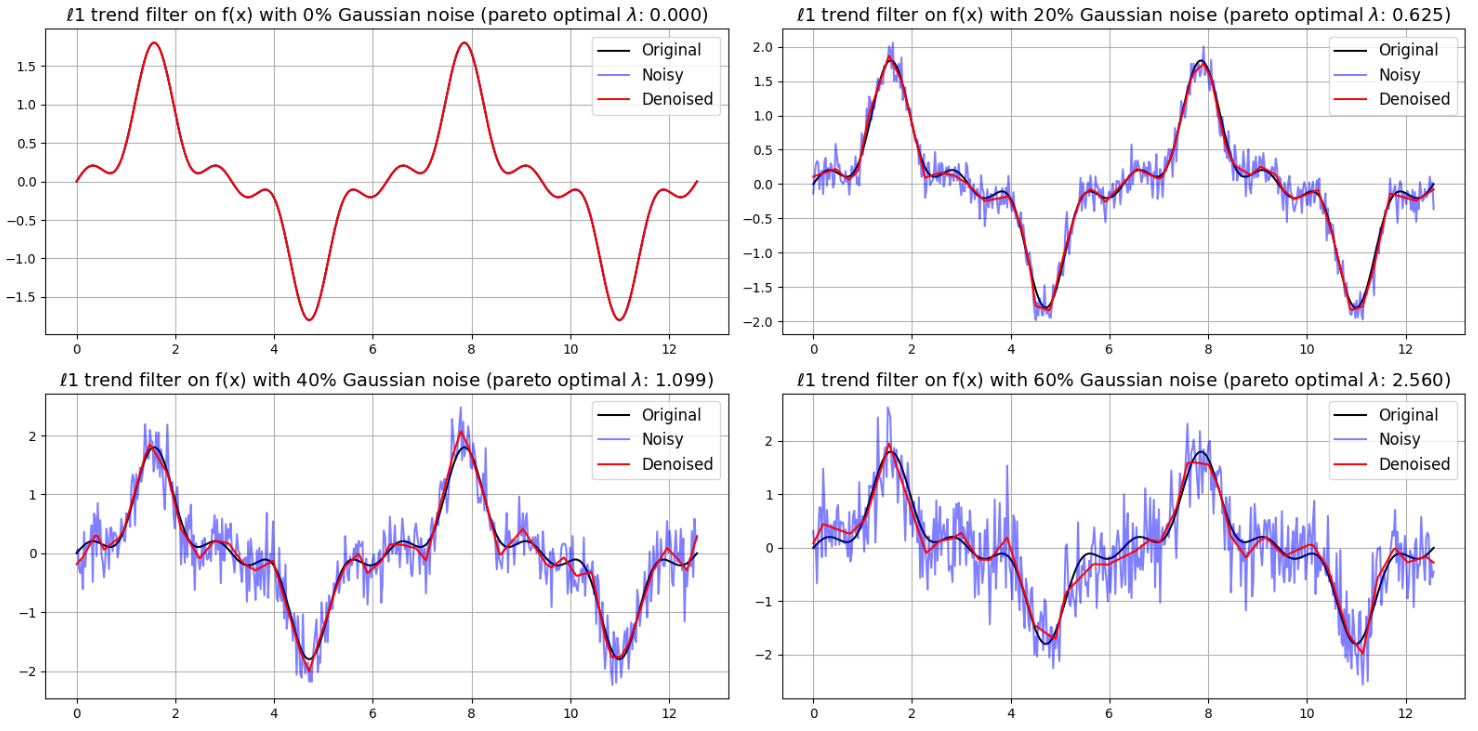 ℓ1 trend filter on f(x) with 0% Gaussian noise (pareto optimal λ: 0.000)
Original
Noisy
Denoised
1.5
1.0
0.5
0.0
−0.5
−1.0
−1.5
0 2 4 6 8 10 12
ℓ1 trend filter on f(x) with 20% Gaussian noise (pareto optimal λ: 0.625)
Original
Noisy
Denoised
2.0
1.5
1.0
0.5
0.0
−0.5
−1.0
−1.5
−2.0
0 2 4 6 8 10 12
ℓ1 trend filter on f(x) with 40% Gaussian noise (pareto optimal λ: 1.099)
Original
Noisy
Denoised
2
1
0
−1
−2
0 2 4 6 8 10 12
ℓ1 trend filter on f(x) with 60% Gaussian noise (pareto optimal λ: 2.560)
Original
Noisy
Denoised
2
1
0
−1
−2
0 2 4 6 8 10 12